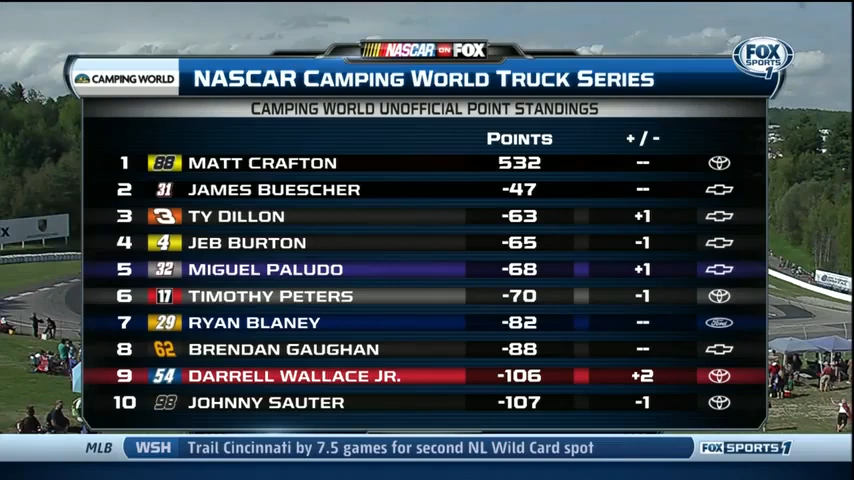 NASCAR ON FOX
FOX SPORTS 1
CAMPING WORLD NASCAR CAMPING WORLD TRUCK SERIES
CAMPING WORLD UNOFFICIAL POINT STANDINGS
POINTS + / -
1 88 MATT CRAFTON 532 --
2 31 JAMES BUESCHER -47 --
3 3 TY DILLON -63 +1
4 4 JEB BURTON -65 -1
5 32 MIGUEL PALUDO -68 +1
6 17 TIMOTHY PETERS -70 -1
7 29 RYAN BLANEY -82 -- Ford
8 62 BRENDAN GAUGHAN -88 --
9 54 DARRELL WALLACE JR. -106 +2
10 98 JOHNNY SAUTER -107 -1
MLB WSH Trail Cincinnati by 7.5 games for second NL Wild Card spot FOX SPORTS 1